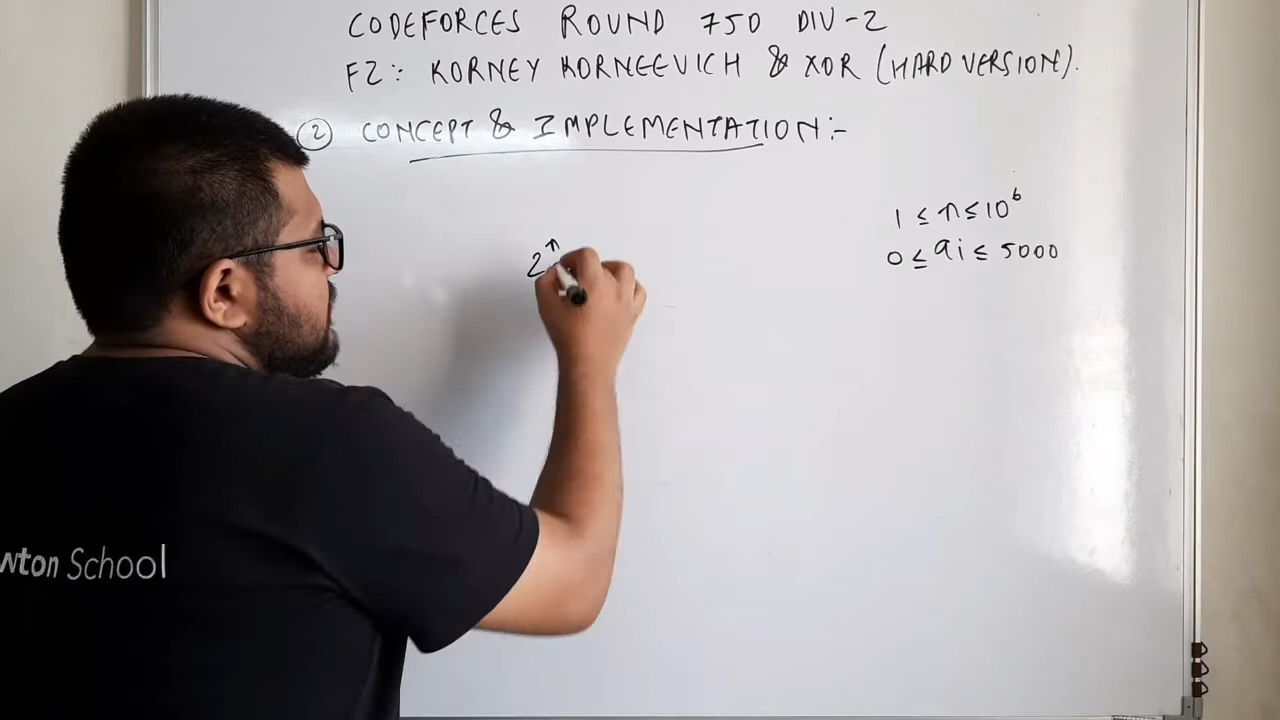 CODEFORCES ROUND 750 DIV-2
F2:- KORNEY KORNEEVICH & XOR (HARD VERSION).
② CONCEPT & IMPLEMENTATION:-
1 ≤ n ≤ 10⁶
0 ≤ ai ≤ 5000
2ⁿ
wton School